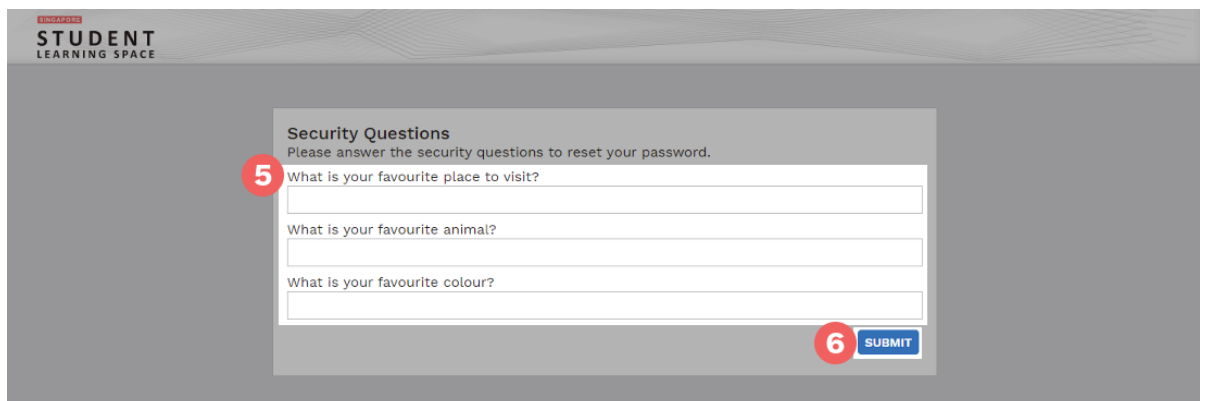 SINGAPORE
STUDENT
LEARNING SPACE
Security Questions
Please answer the security questions to reset your password.
5
What is your favourite place to visit?
What is your favourite animal?
What is your favourite colour?
6
SUBMIT